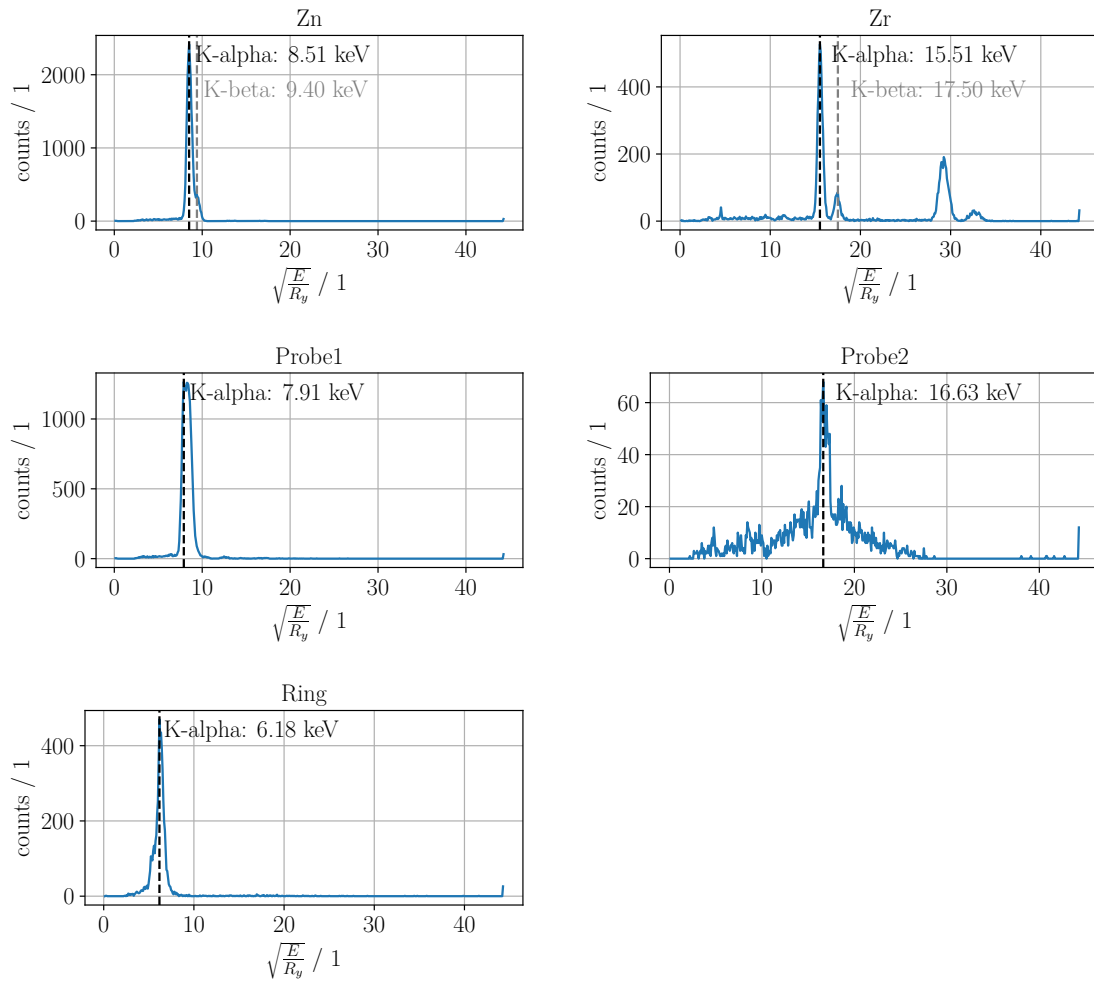 Zn
K-alpha: 8.51 keV
K-beta: 9.40 keV
counts / 1
2000
1000
0
0 10 20 30 40
√(E/R_y) / 1
Zr
K-alpha: 15.51 keV
K-beta: 17.50 keV
counts / 1
400
200
0
0 10 20 30 40
√(E/R_y) / 1
Probe1
K-alpha: 7.91 keV
counts / 1
1000
500
0
0 10 20 30 40
√(E/R_y) / 1
Probe2
K-alpha: 16.63 keV
counts / 1
60
40
20
0
0 10 20 30 40
√(E/R_y) / 1
Ring
K-alpha: 6.18 keV
counts / 1
400
200
0
0 10 20 30 40
√(E/R_y) / 1